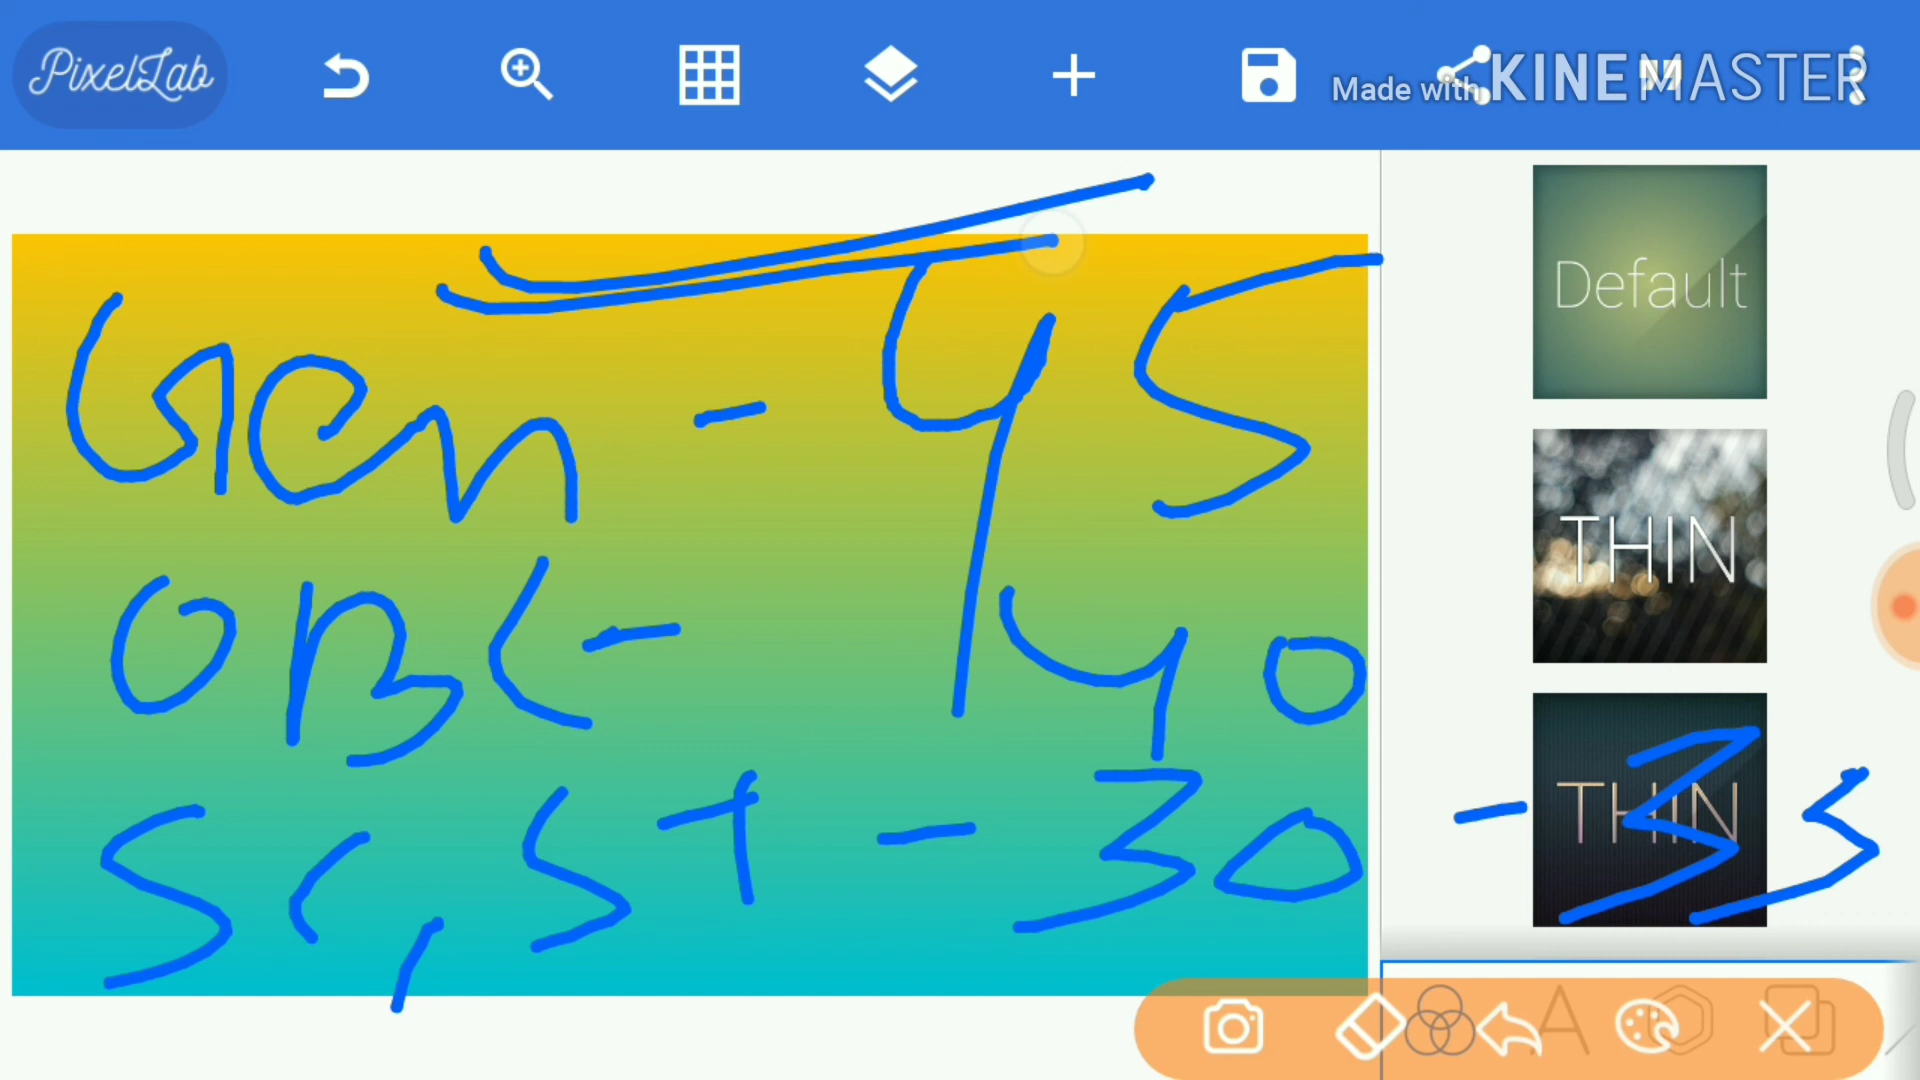 PixelLab
Made with KINEMASTER
Default
Gen - 45
THIN
OBC - 40
THIN
SC, ST - 30 - 35